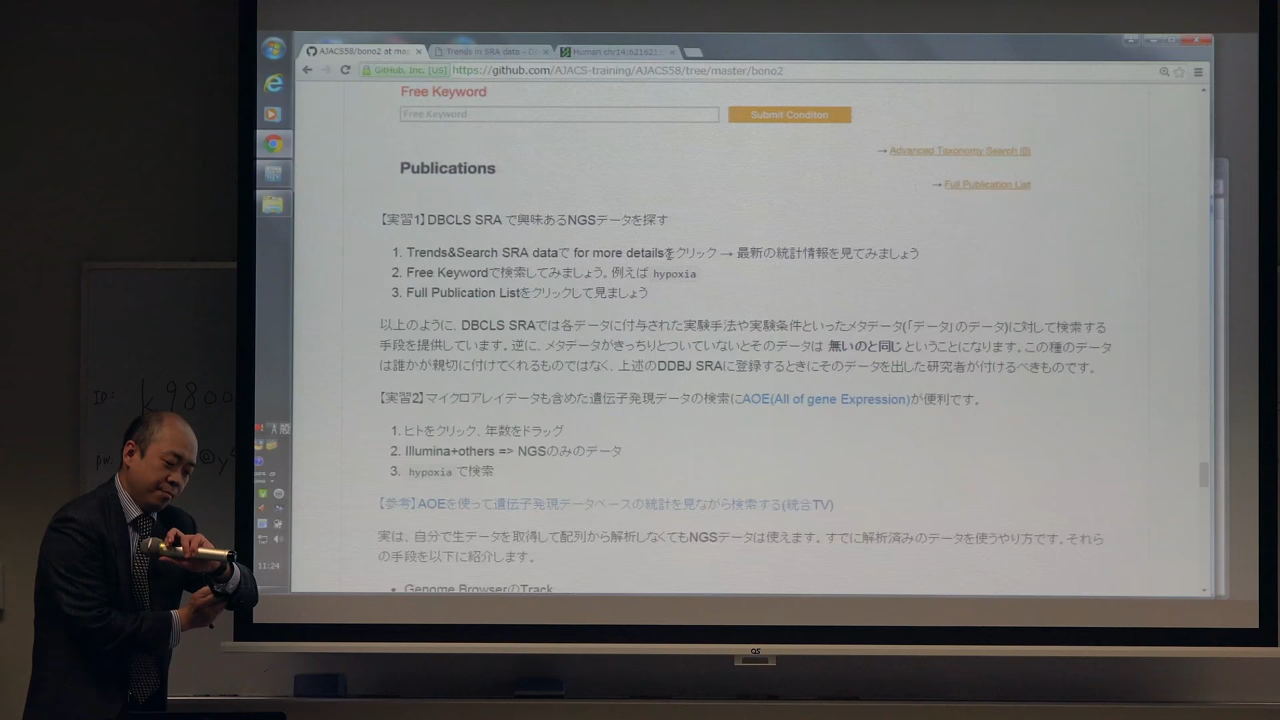 AJACS58/bono2 at mas
Trends in SRA data - D
Human chr14:62162
GitHub, Inc. [US]
https://github.com/AJACS-training/AJACS58/tree/master/bono2
Free Keyword
Free Keyword
Submit Conditon
→ Advanced Taxonomy Search (β)
Publications
→ Full Publication List
【実習1】DBCLS SRA で興味あるNGSデータを探す
1. Trends&Search SRA dataで for more detailsをクリック → 最新の統計情報を見てみましょう
2. Free Keywordで検索してみましょう。例えば hypoxia
3. Full Publication Listをクリックして見ましょう
以上のように、DBCLS SRAでは各データに付与された実験手法や実験条件といったメタデータ(「データ」のデータ)に対して検索する
手段を提供しています。逆に、メタデータがきっちりとついていないとそのデータは 無いのと同じ ということになります。この種のデータ
は誰かが親切に付けてくれるものではなく、上述のDDBJ SRAに登録するときにそのデータを出した研究者が付けるべきものです。
【実習2】マイクロアレイデータも含めた遺伝子発現データの検索にAOE(All of gene Expression)が便利です。
1. ヒトをクリック、年数をドラッグ
2. Illumina+others => NGSのみのデータ
3. hypoxia で検索
【参考】AOEを使って遺伝子発現データベースの統計を見ながら検索する(統合TV)
実は、自分で生データを取得して配列から解析しなくてもNGSデータは使えます。すでに解析済みのデータを使うやり方です。それら
の手段を以下に紹介します。
• Genome BrowserのTrack
A 般
11:24
ID: k9800
pw: @y
OS